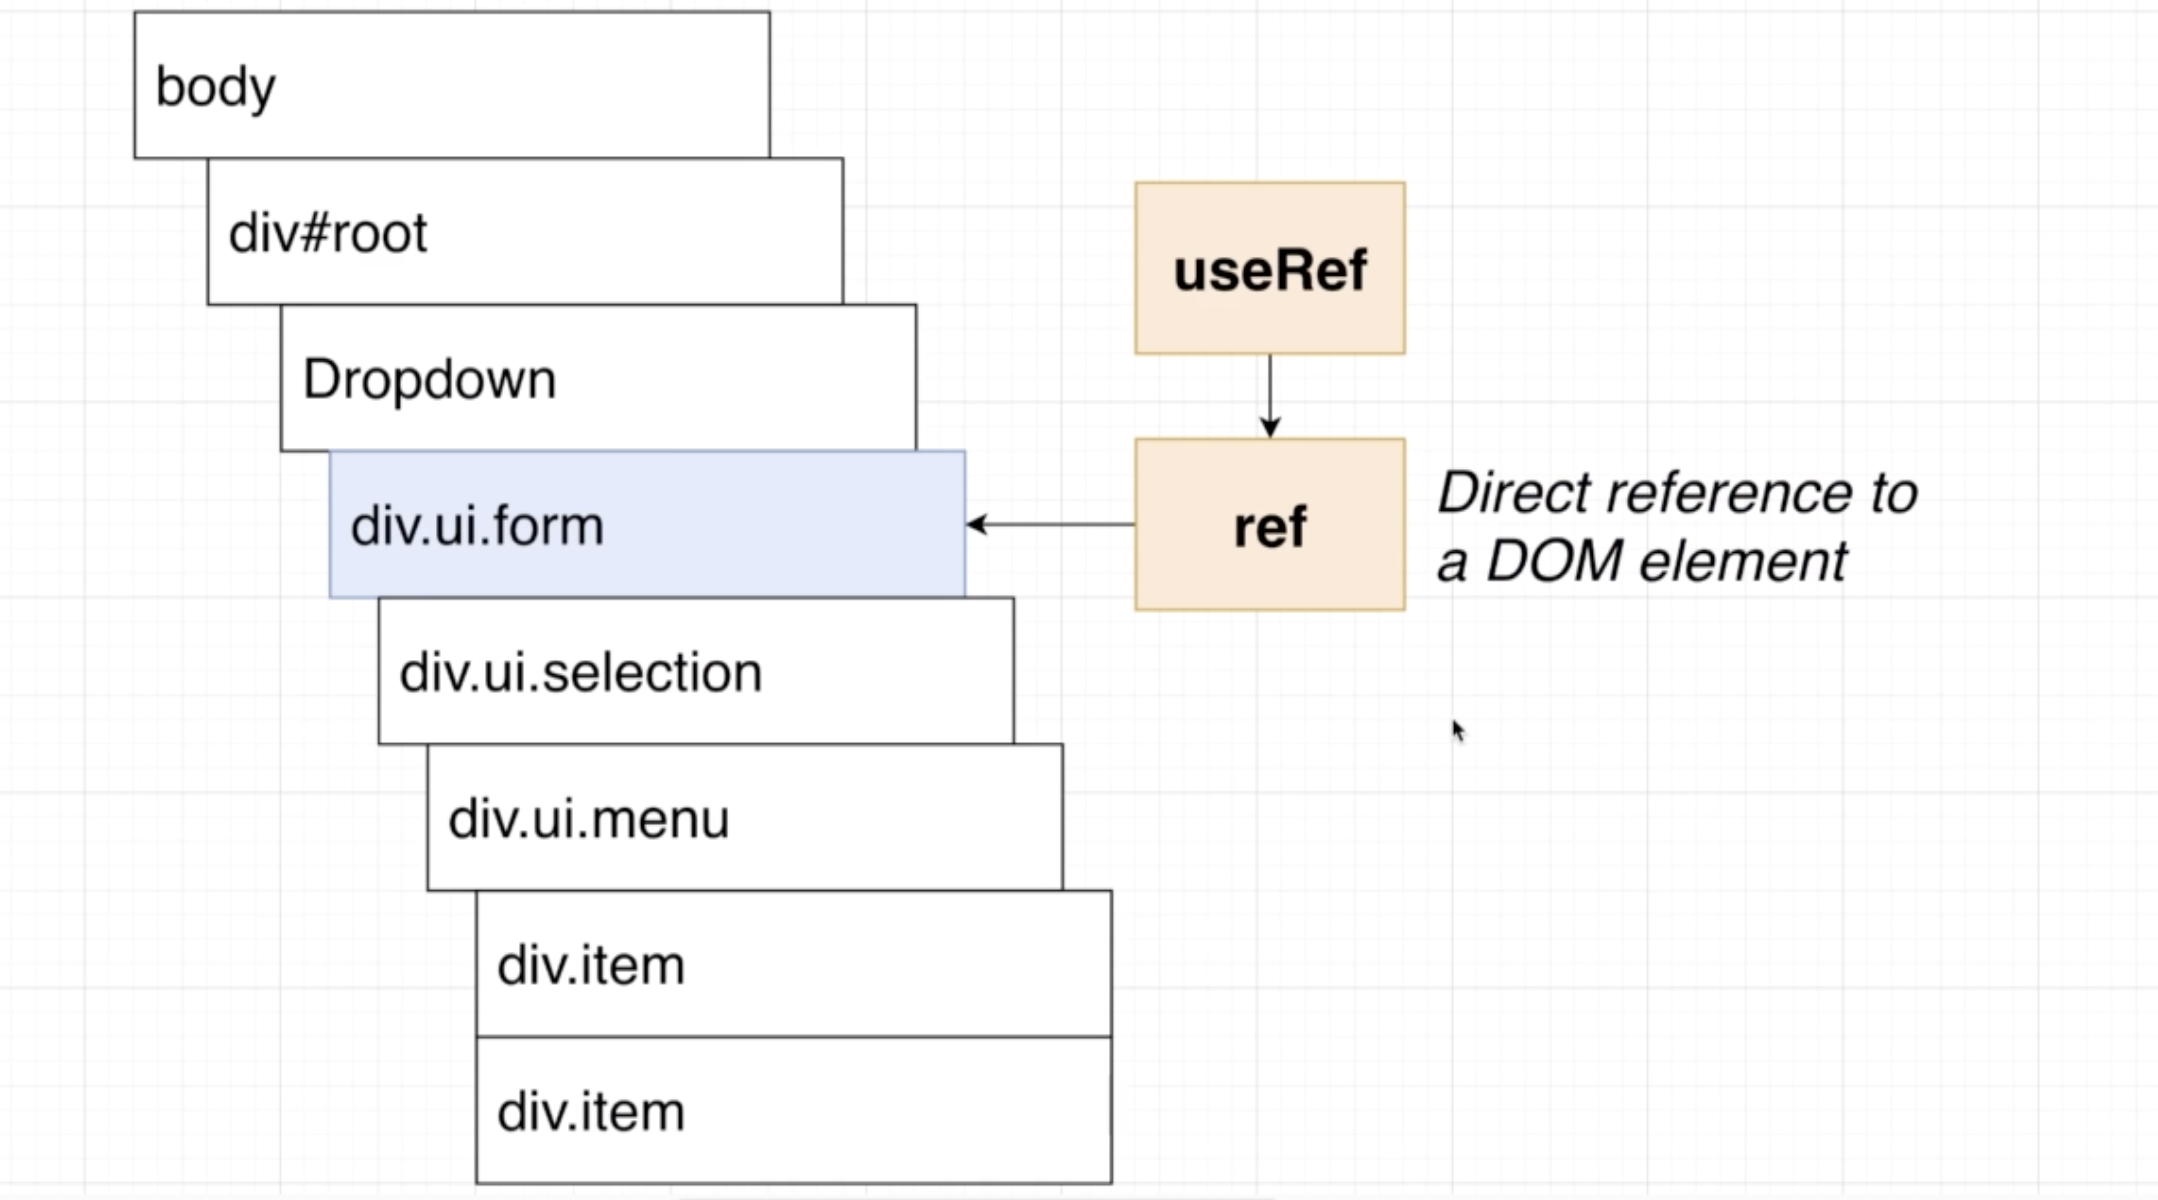 body
div#root
Dropdown
div.ui.form
div.ui.selection
div.ui.menu
div.item
div.item
useRef
ref
Direct reference to
a DOM element